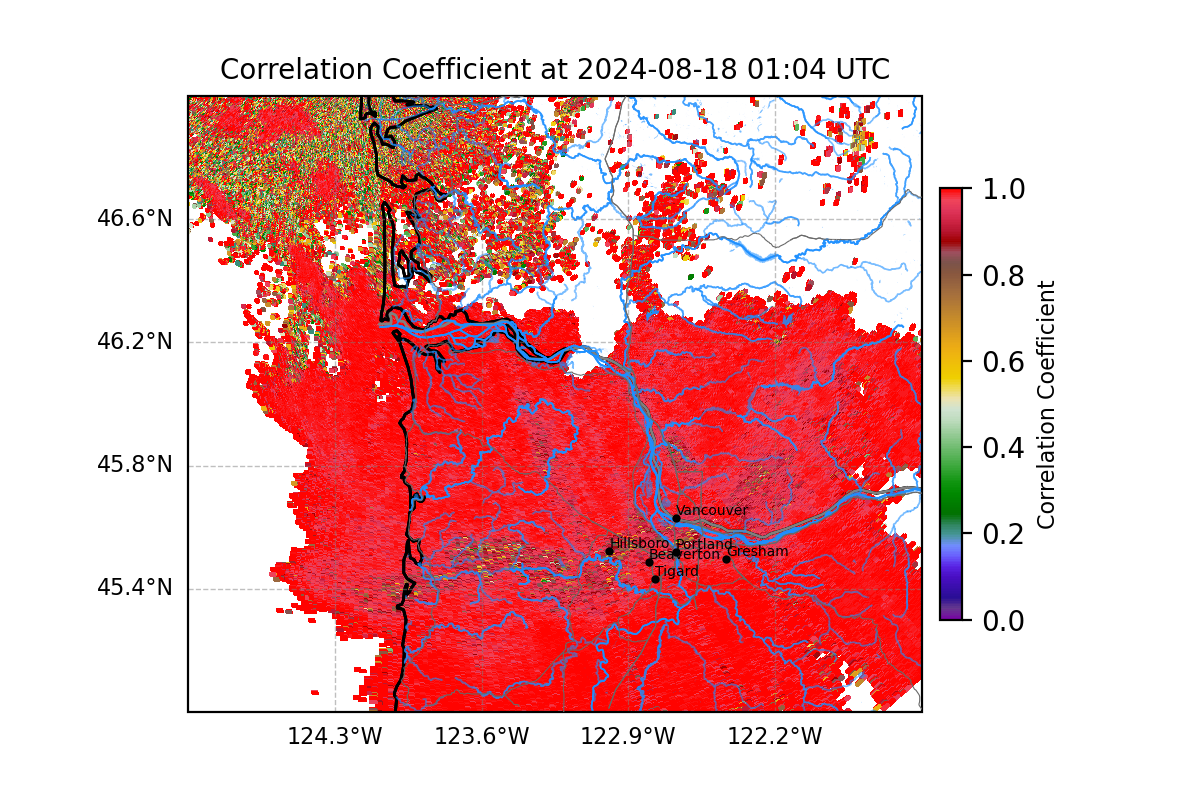 Correlation Coefficient at 2024-08-18 01:04 UTC
46.6°N
46.2°N
45.8°N
45.4°N
124.3°W
123.6°W
122.9°W
122.2°W
Vancouver
Hillsboro
Portland
Beaverton
Gresham
Tigard
1.0
0.8
0.6
0.4
0.2
0.0
Correlation Coefficient